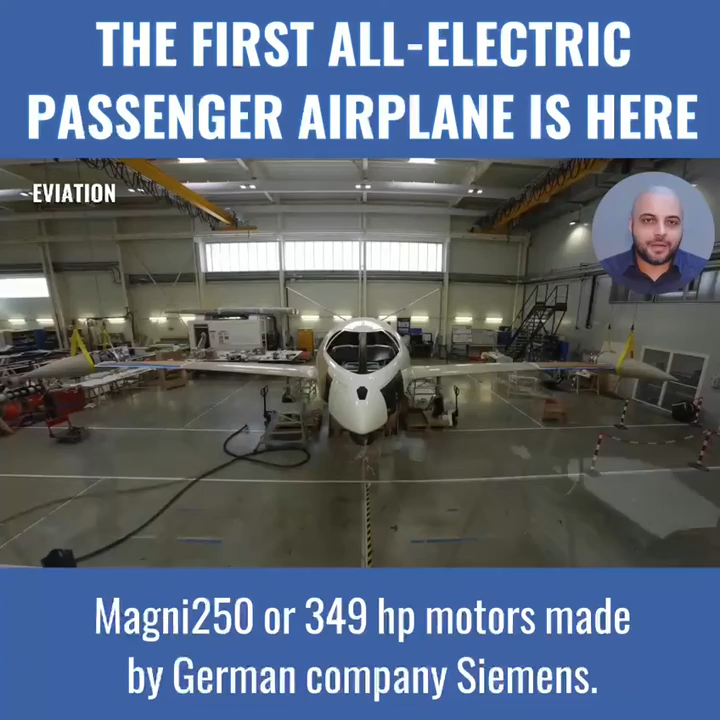 THE FIRST ALL-ELECTRIC
PASSENGER AIRPLANE IS HERE
EVIATION
Magni250 or 349 hp motors made
by German company Siemens.